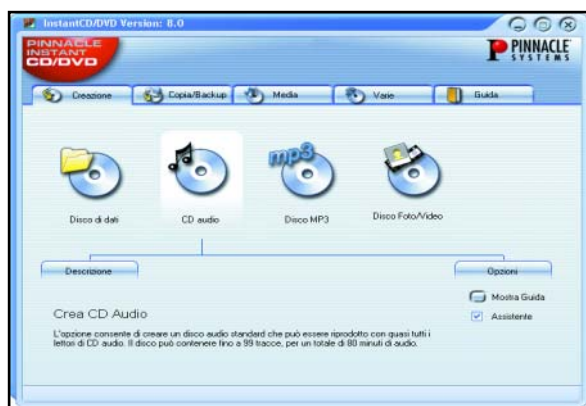 InstantCD/DVD Version: 8.0
PINNACLE
INSTANT
CD/DVD
PINNACLE
SYSTEMS
Creazione Copia/Backup Media Varie Guida
mp3
Disco di dati CD audio Disco MP3 Disco Foto/Video
Descrizione Opzioni
Mostra Guida
Crea CD Audio
Assistente
L'opzione consente di creare un disco audio standard che può essere riprodotto con quasi tutti i
lettori di CD audio. Il disco può contenere fino a 99 tracce, per un totale di 80 minuti di audio.